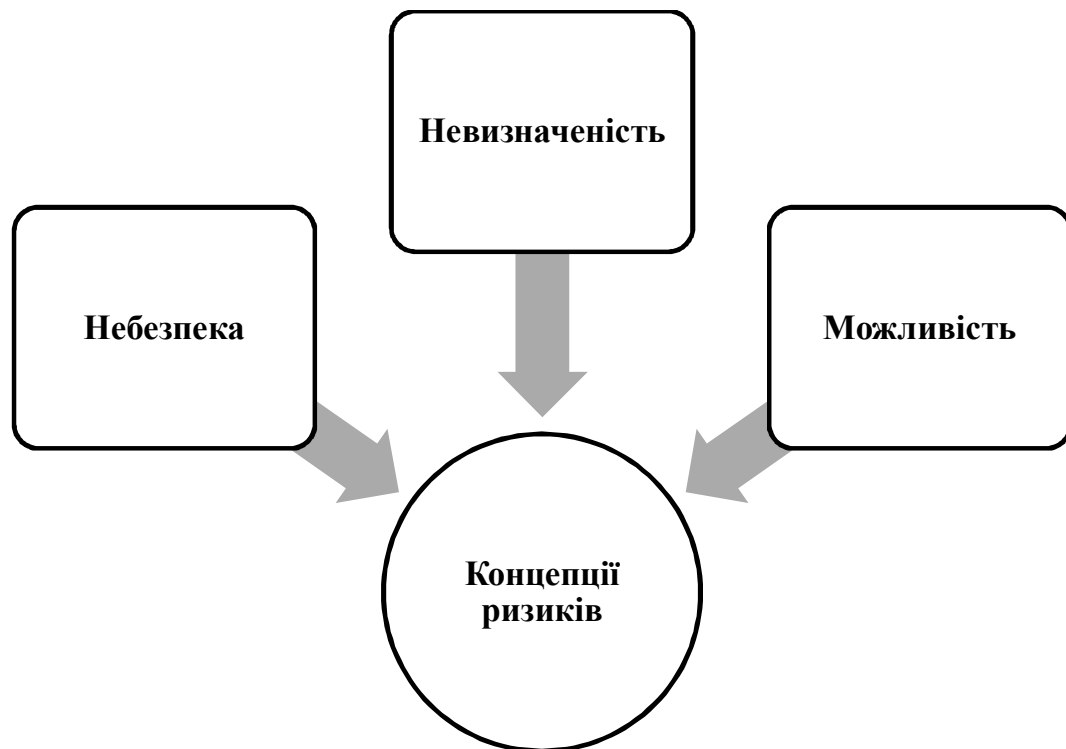 Невизначеність
Небезпека
Можливість
Концепції
ризиків